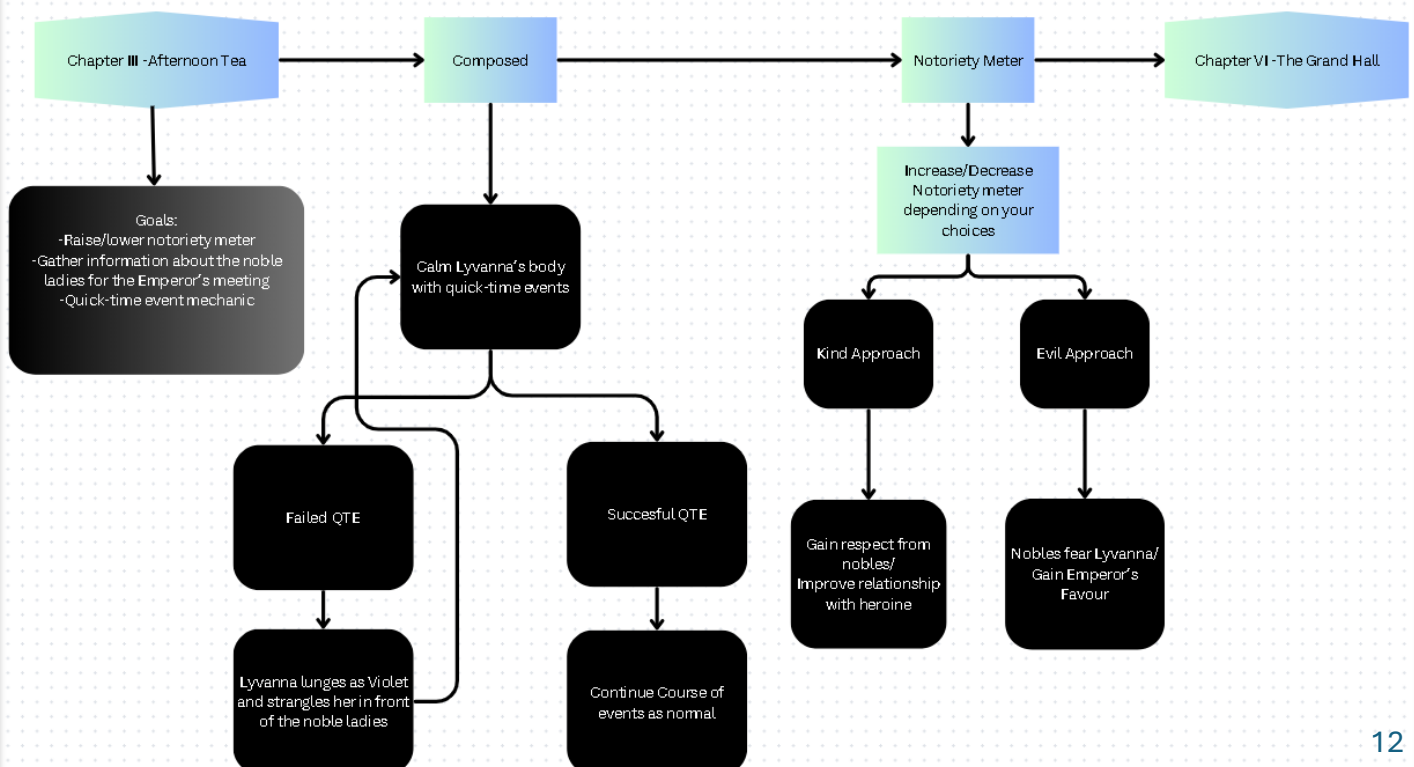 Chapter III -Afternoon Tea
Composed
Notoriety Meter
Chapter VI -The Grand Hall
Goals:
-Raise/lower notoriety meter
-Gather information about the noble
ladies for the Emperor's meeting
-Quick-time event mechanic
Calm Lyvanna's body
with quick-time events
Increase/Decrease
Notoriety meter
depending on your
choices
Kind Approach
Evil Approach
Failed QTE
Succesful QTE
Gain respect from
nobles/
Improve relationship
with heroine
Nobles fear Lyvanna/
Gain Emperor's
Favour
Lyvanna lunges as Violet
and strangles her in front
of the noble ladies
Continue Course of
events as normal
12